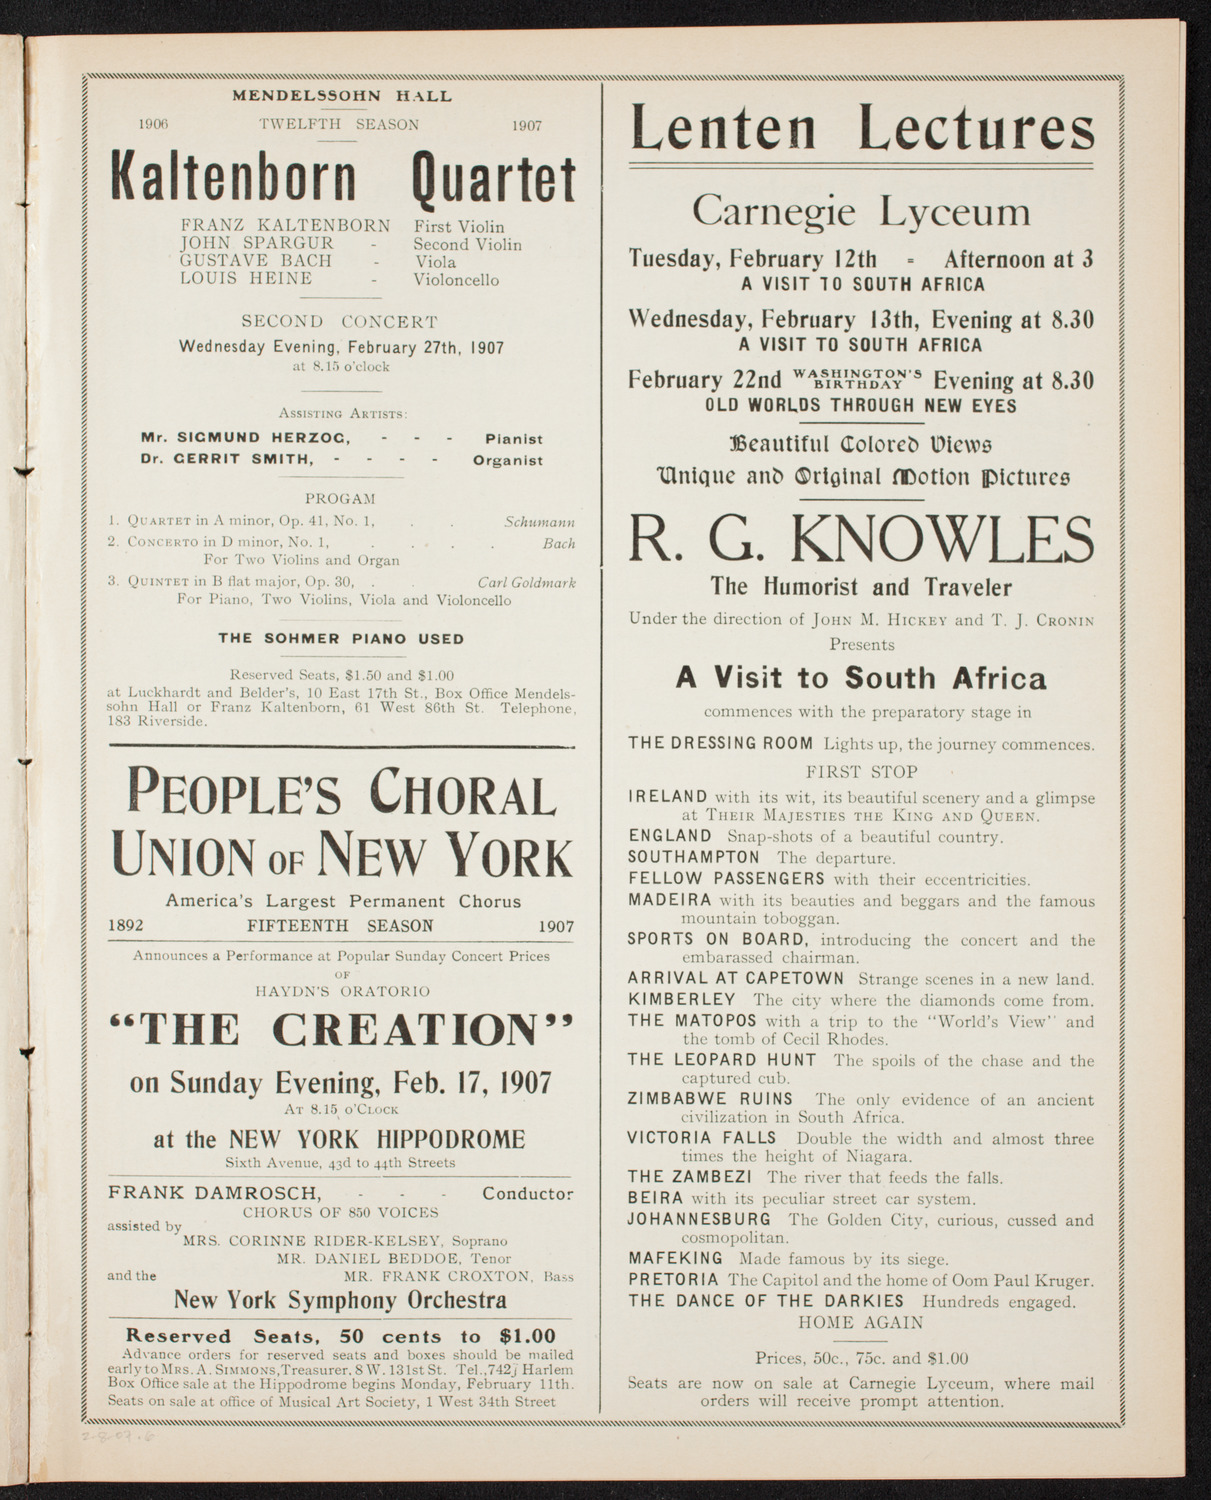 MENDELSSOHN HALL
1906 TWELFTH SEASON 1907
Kaltenborn Quartet
FRANZ KALTENBORN First Violin
JOHN SPARGUR - Second Violin
GUSTAVE BACH - Viola
LOUIS HEINE - Violoncello
SECOND CONCERT
Wednesday Evening, February 27th, 1907
at 8.15 o'clock
ASSISTING ARTISTS:
Mr. SIGMUND HERZOG, - - - Pianist
Dr. GERRIT SMITH, - - - - Organist
PROGAM
1. QUARTET in A minor, Op. 41, No. 1, . . Schumann
2. CONCERTO in D minor, No. 1, . . . . Bach
For Two Violins and Organ
3. QUINTET in B flat major, Op. 30, . . Carl Goldmark
For Piano, Two Violins, Viola and Violoncello
THE SOHMER PIANO USED
Reserved Seats, $1.50 and $1.00
at Luckhardt and Belder's, 10 East 17th St., Box Office Mendels-
sohn Hall or Franz Kaltenborn, 61 West 86th St. Telephone,
183 Riverside.
PEOPLE'S CHORAL
UNION OF NEW YORK
America's Largest Permanent Chorus
1892 FIFTEENTH SEASON 1907
Announces a Performance at Popular Sunday Concert Prices
OF
HAYDN'S ORATORIO
"THE CREATION"
on Sunday Evening, Feb. 17, 1907
AT 8.15 O'CLOCK
at the NEW YORK HIPPODROME
Sixth Avenue, 43d to 44th Streets
FRANK DAMROSCH, - - - Conductor
CHORUS OF 850 VOICES
assisted by
MRS. CORINNE RIDER-KELSEY, Soprano
MR. DANIEL BEDDOE, Tenor
and the MR. FRANK CROXTON, Bass
New York Symphony Orchestra
Reserved Seats, 50 cents to $1.00
Advance orders for reserved seats and boxes should be mailed
early to MRS. A. SIMMONS, Treasurer, 8 W. 131st St. Tel., 742j Harlem
Box Office sale at the Hippodrome begins Monday, February 11th.
Seats on sale at office of Musical Art Society, 1 West 34th Street
Lenten Lectures
Carnegie Lyceum
Tuesday, February 12th = Afternoon at 3
A VISIT TO SOUTH AFRICA
Wednesday, February 13th, Evening at 8.30
A VISIT TO SOUTH AFRICA
February 22nd WASHINGTON'S BIRTHDAY Evening at 8.30
OLD WORLDS THROUGH NEW EYES
Beautiful Colored Views
Unique and Original Motion Pictures
R. G. KNOWLES
The Humorist and Traveler
Under the direction of JOHN M. HICKEY and T. J. CRONIN
Presents
A Visit to South Africa
commences with the preparatory stage in
THE DRESSING ROOM Lights up, the journey commences.
FIRST STOP
IRELAND with its wit, its beautiful scenery and a glimpse
at THEIR MAJESTIES THE KING AND QUEEN.
ENGLAND Snap-shots of a beautiful country.
SOUTHAMPTON The departure.
FELLOW PASSENGERS with their eccentricities.
MADEIRA with its beauties and beggars and the famous
mountain toboggan.
SPORTS ON BOARD, introducing the concert and the
embarassed chairman.
ARRIVAL AT CAPETOWN Strange scenes in a new land.
KIMBERLEY The city where the diamonds come from.
THE MATOPOS with a trip to the "World's View" and
the tomb of Cecil Rhodes.
THE LEOPARD HUNT The spoils of the chase and the
captured cub.
ZIMBABWE RUINS The only evidence of an ancient
civilization in South Africa.
VICTORIA FALLS Double the width and almost three
times the height of Niagara.
THE ZAMBEZI The river that feeds the falls.
BEIRA with its peculiar street car system.
JOHANNESBURG The Golden City, curious, cussed and
cosmopolitan.
MAFEKING Made famous by its siege.
PRETORIA The Capitol and the home of Oom Paul Kruger.
THE DANCE OF THE DARKIES Hundreds engaged.
HOME AGAIN
Prices, 50c., 75c. and $1.00
Seats are now on sale at Carnegie Lyceum, where mail
orders will receive prompt attention.
2-8-07.6